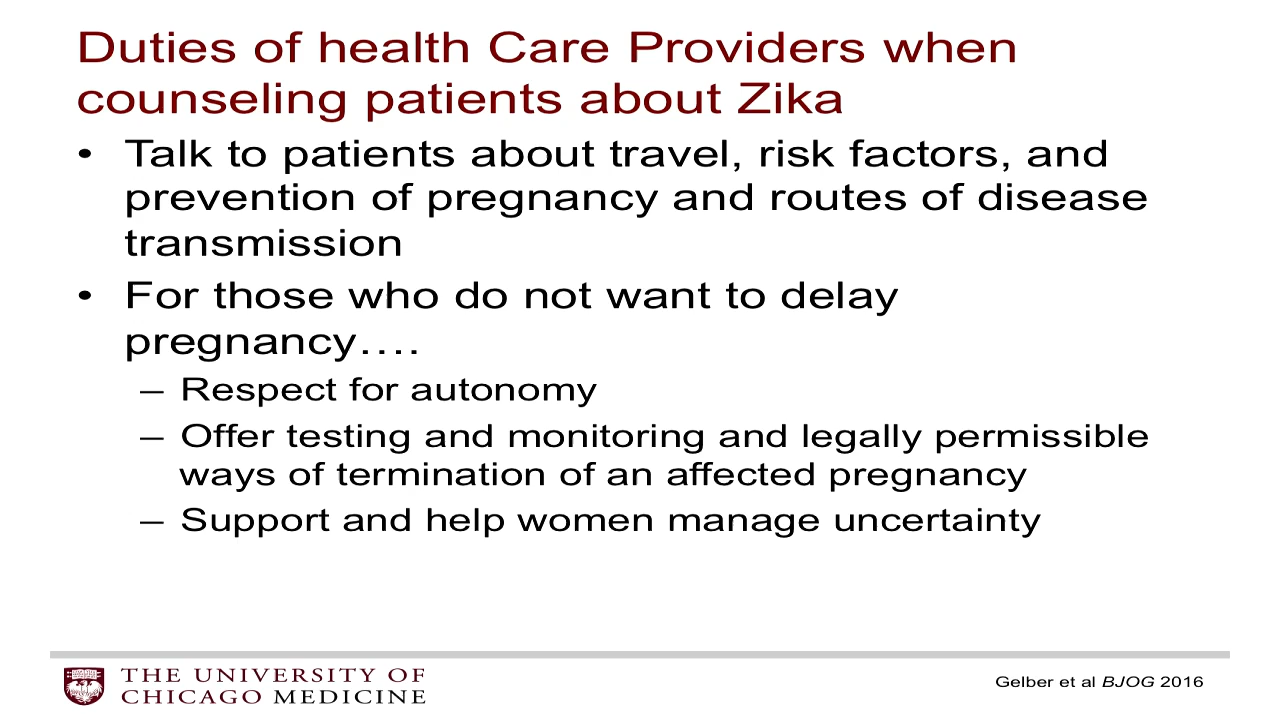 Duties of health Care Providers when
counseling patients about Zika
• Talk to patients about travel, risk factors, and
prevention of pregnancy and routes of disease
transmission
• For those who do not want to delay
pregnancy….
– Respect for autonomy
– Offer testing and monitoring and legally permissible
ways of termination of an affected pregnancy
– Support and help women manage uncertainty
THE UNIVERSITY OF
CHICAGO MEDICINE
Gelber et al BJOG 2016